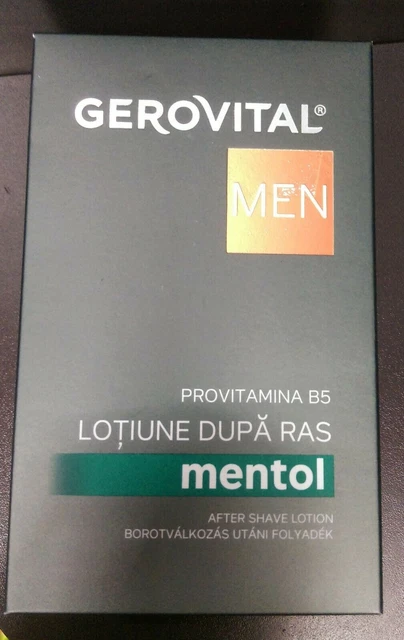 GEROVITAL®
MEN
PROVITAMINA B5
LOȚIUNE DUPĂ RAS
mentol
AFTER SHAVE LOTION
BOROTVÁLKOZÁS UTÁNI FOLYADÉK